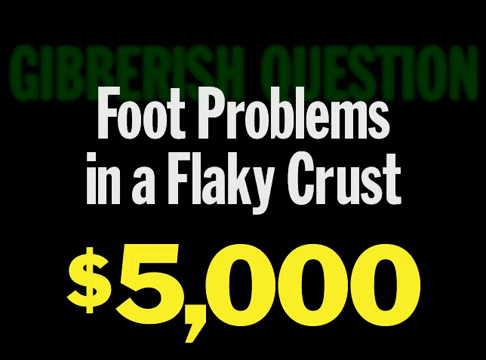 GIBBERISH QUESTION
Foot Problems
in a Flaky Crust
$5,000